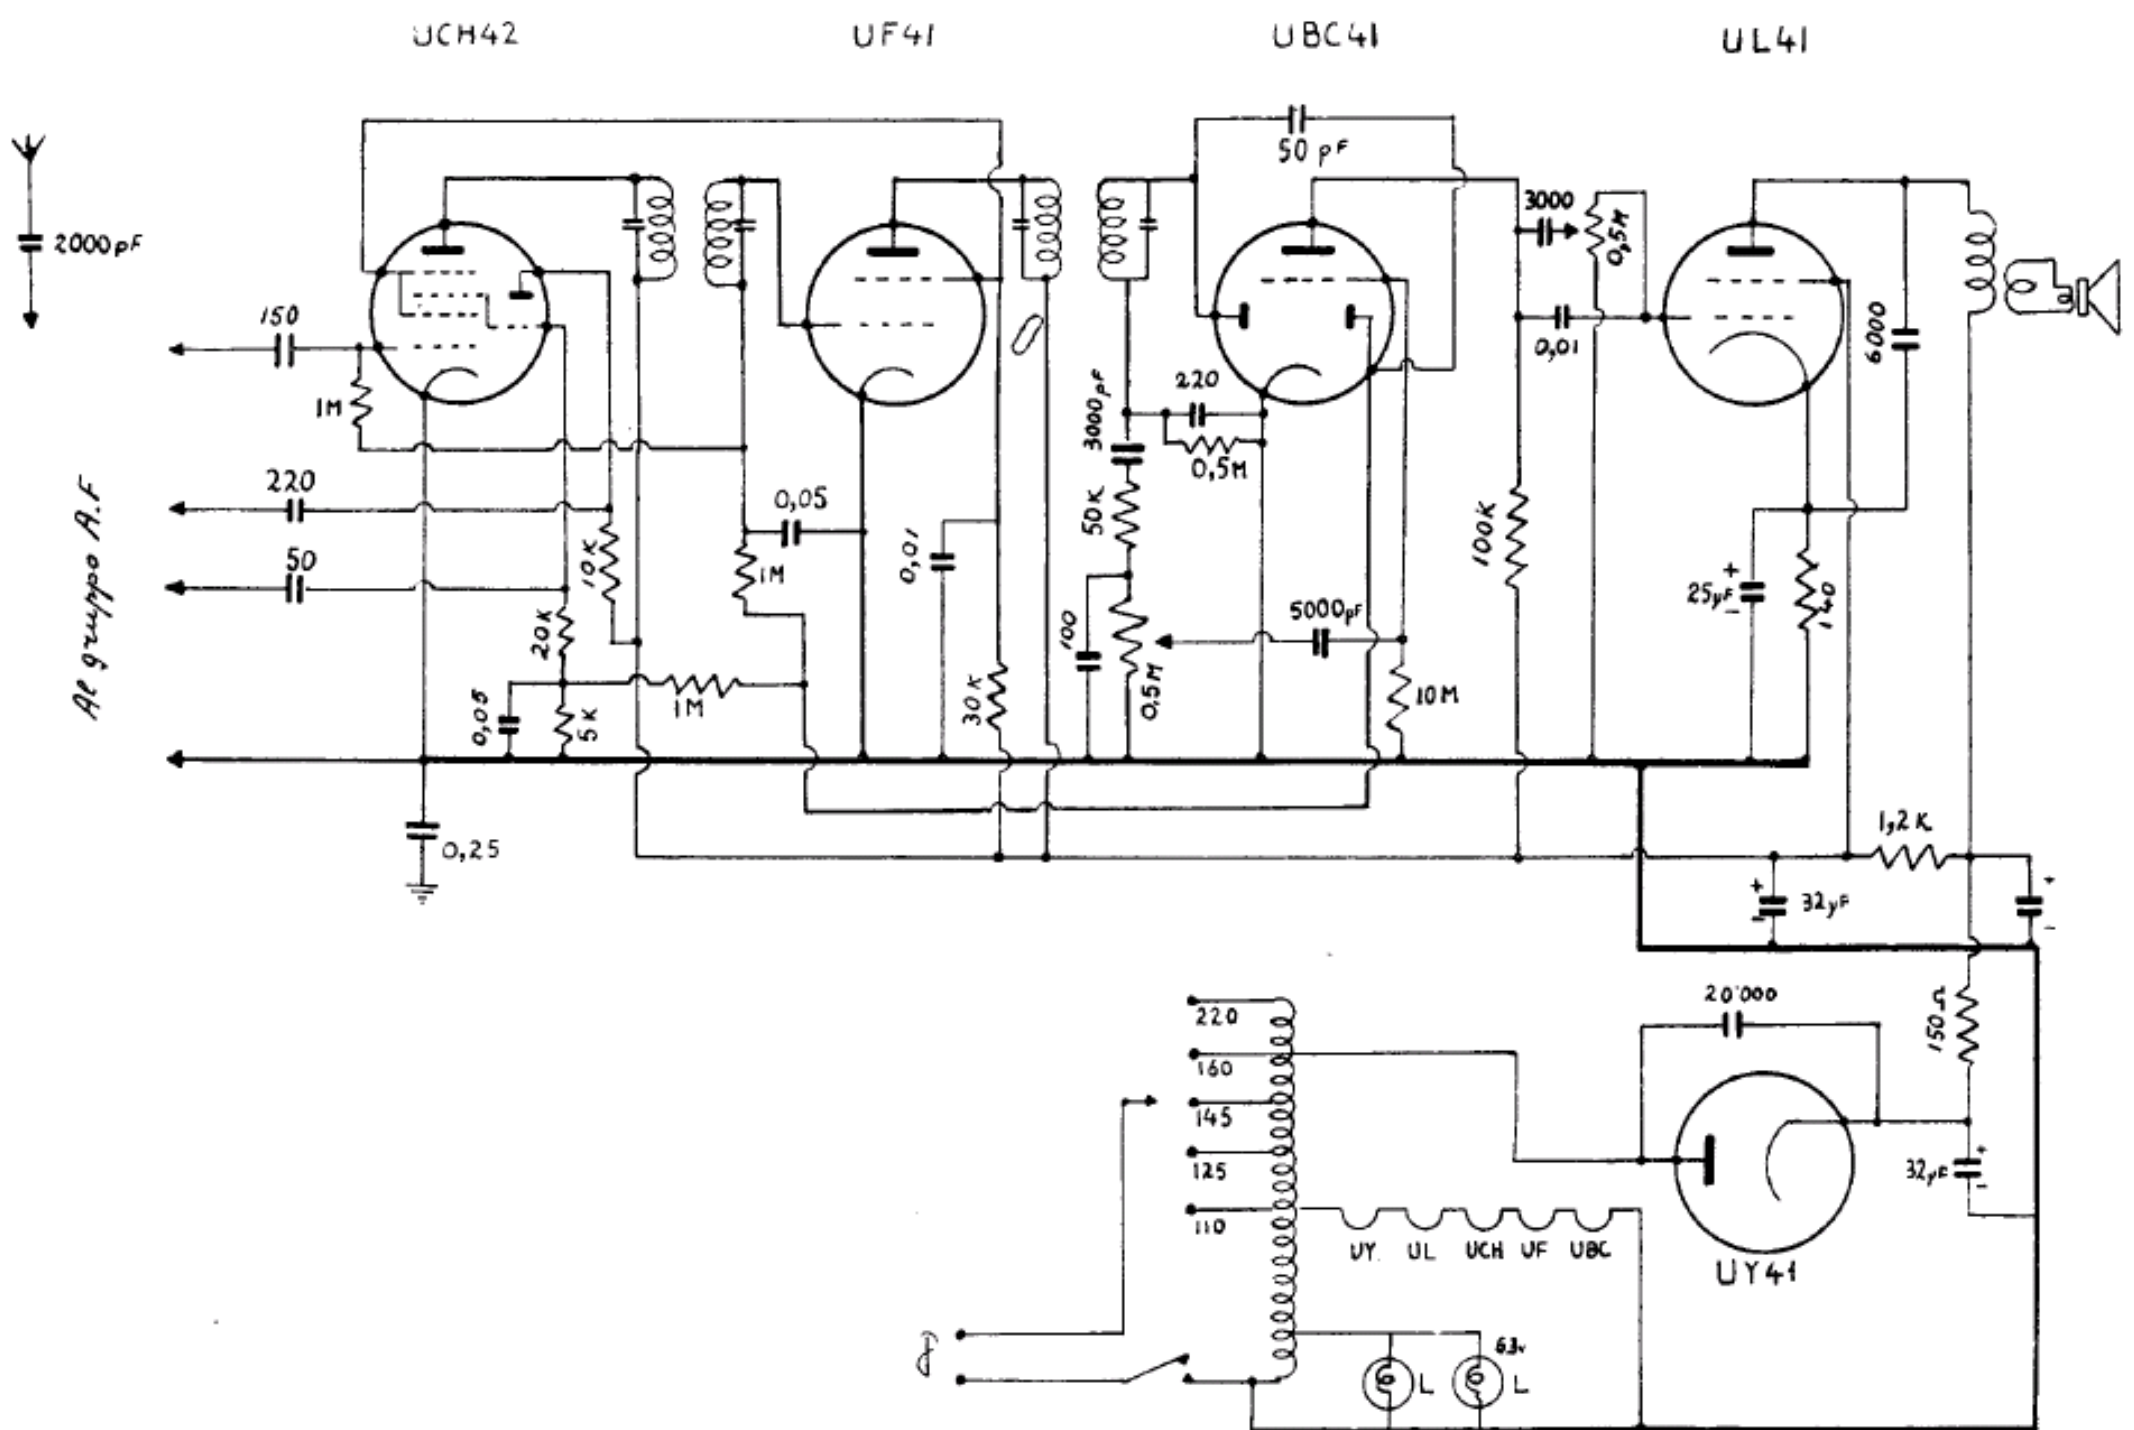 UCH42
UF41
UBC41
UL41
50 pF
2000pF
3000
0,5M
150
0,01
6000
1M
220
3000pF
0,5M
Al gruppo A.F
220
0,05
50K
100K
50
10K
1M
0,01
25µF
+
-
140
20K
100
5000pF
0,5M
10M
0,05
5K
1M
30K
0,25
1,2K
+
-
32µF
+
-
220
20'000
150Ω
160
145
125
32µF
+
-
110
UY.
UL
UCH
UF
UBC
UY41
6.3v
L
L